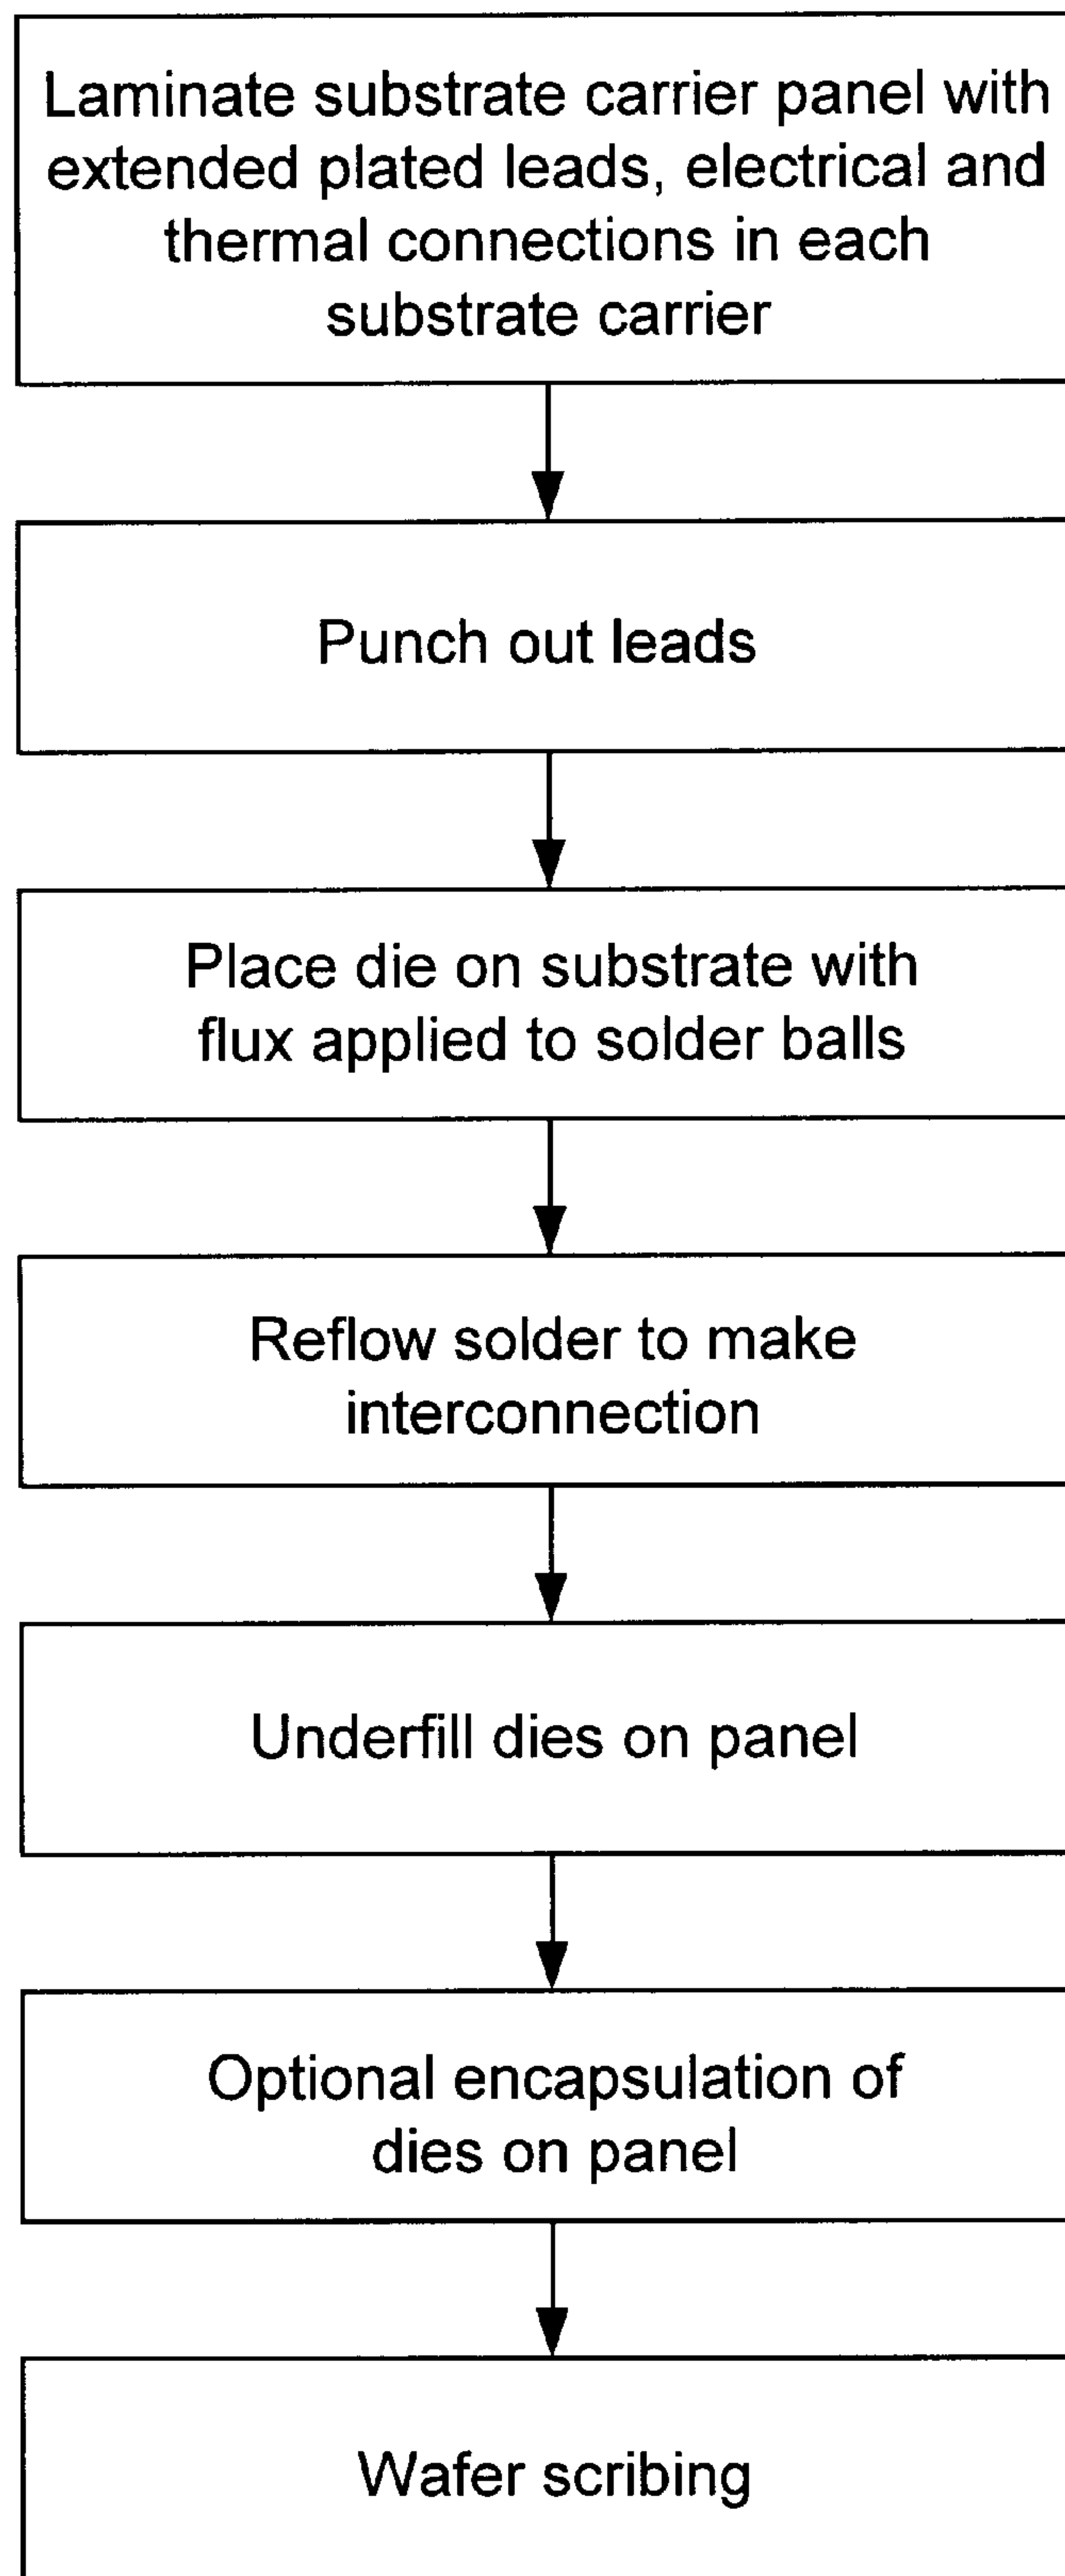 Laminate substrate carrier panel with
extended plated leads, electrical and
thermal connections in each
substrate carrier
Punch out leads
Place die on substrate with
flux applied to solder balls
Reflow solder to make
interconnection
Underfill dies on panel
Optional encapsulation of
dies on panel
Wafer scribing